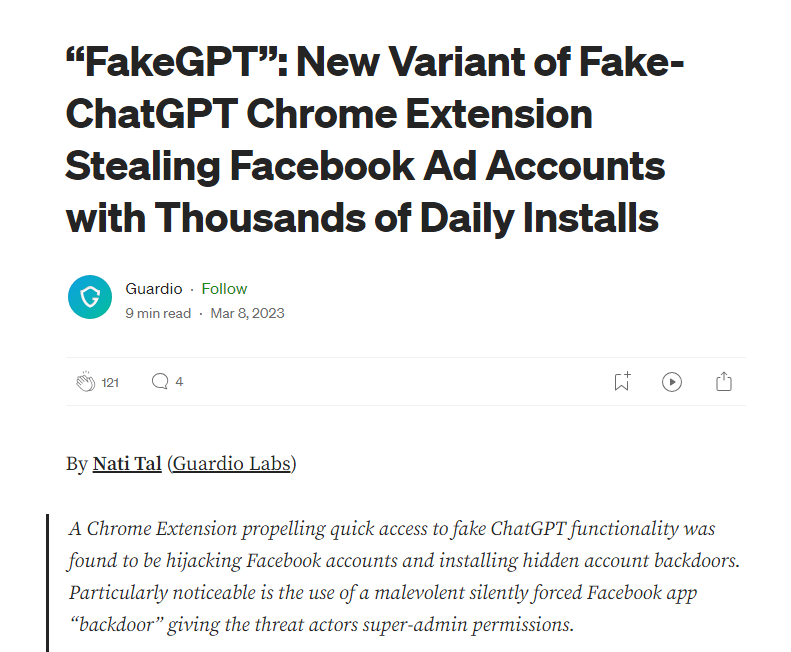 “FakeGPT”: New Variant of Fake-
ChatGPT Chrome Extension
Stealing Facebook Ad Accounts
with Thousands of Daily Installs
Guardio · Follow
9 min read · Mar 8, 2023
121
4
By Nati Tal (Guardio Labs)
A Chrome Extension propelling quick access to fake ChatGPT functionality was
found to be hijacking Facebook accounts and installing hidden account backdoors.
Particularly noticeable is the use of a malevolent silently forced Facebook app
“backdoor” giving the threat actors super-admin permissions.